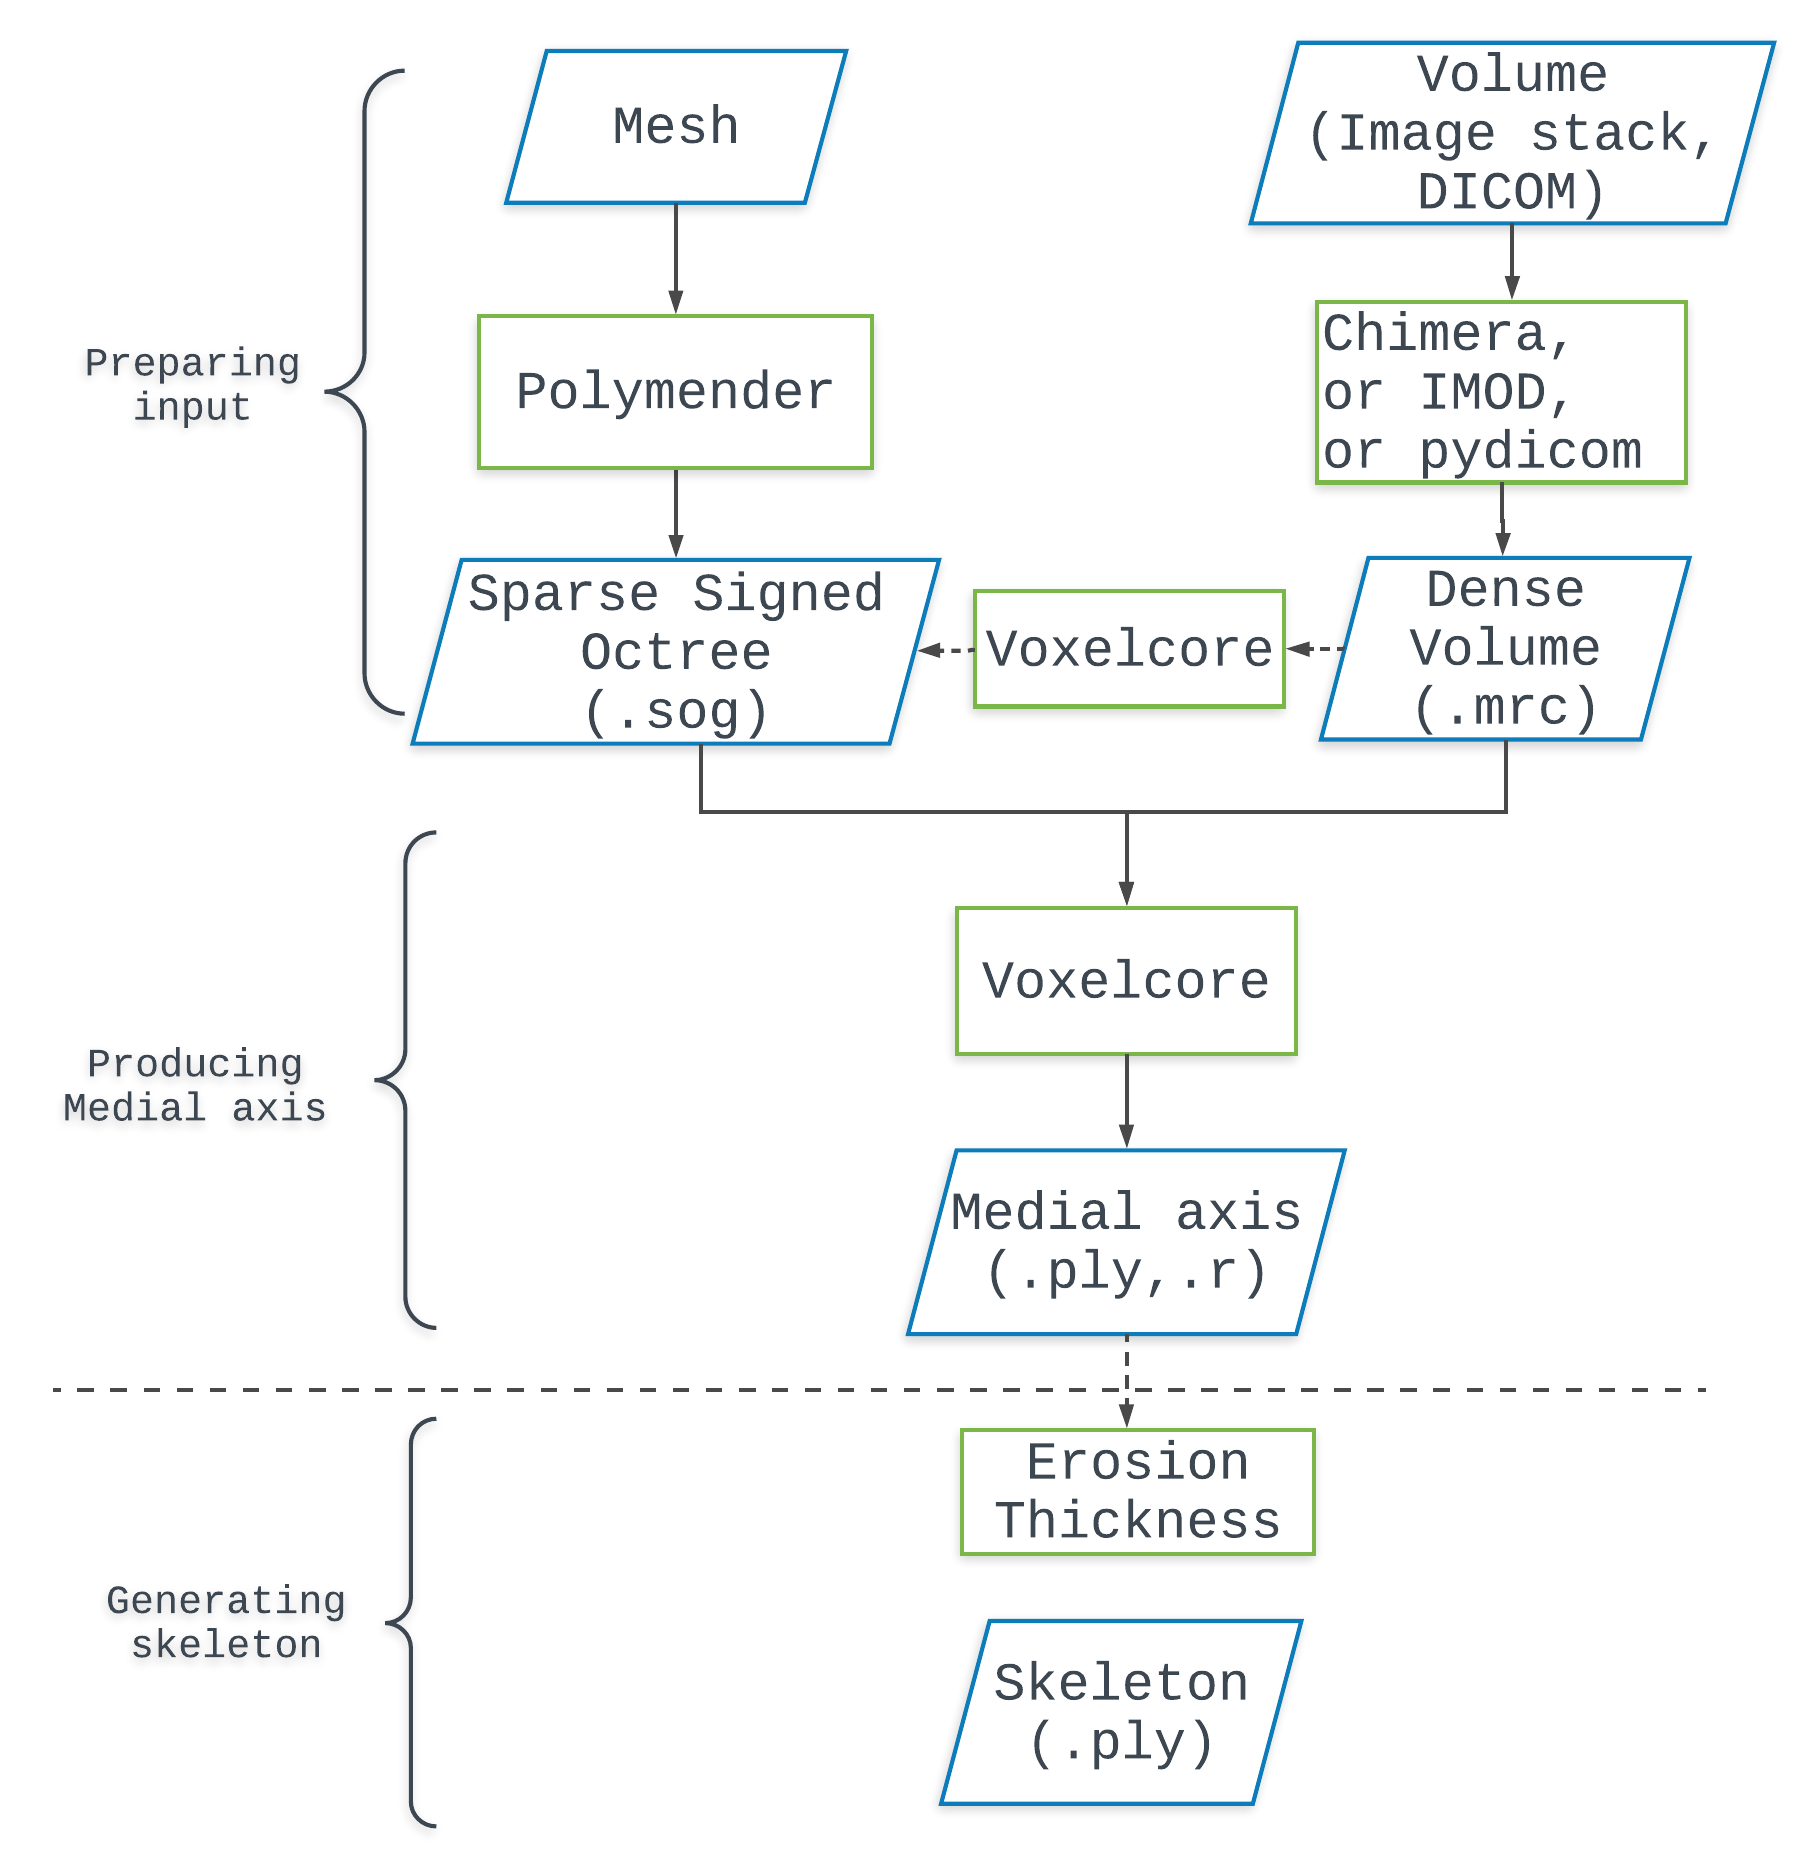 Mesh
Volume
(Image stack,
DICOM)
Preparing
input
Polymender
Chimera,
or IMOD,
or pydicom
Sparse Signed
Octree
(.sog)
Voxelcore
Dense
Volume
(.mrc)
Voxelcore
Producing
Medial axis
Medial axis
(.ply,.r)
Erosion
Thickness
Generating
skeleton
Skeleton
(.ply)